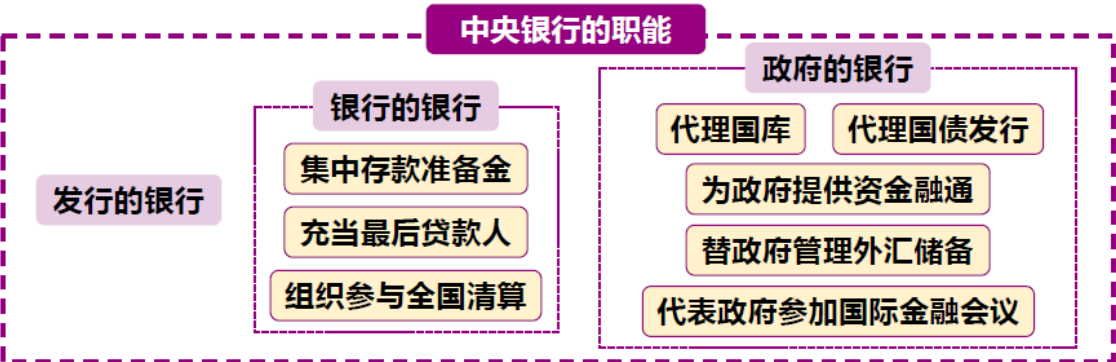 中央银行的职能
发行的银行
银行的银行
集中存款准备金
充当最后贷款人
组织参与全国清算
政府的银行
代理国库 代理国债发行
为政府提供资金融通
替政府管理外汇储备
代表政府参加国际金融会议